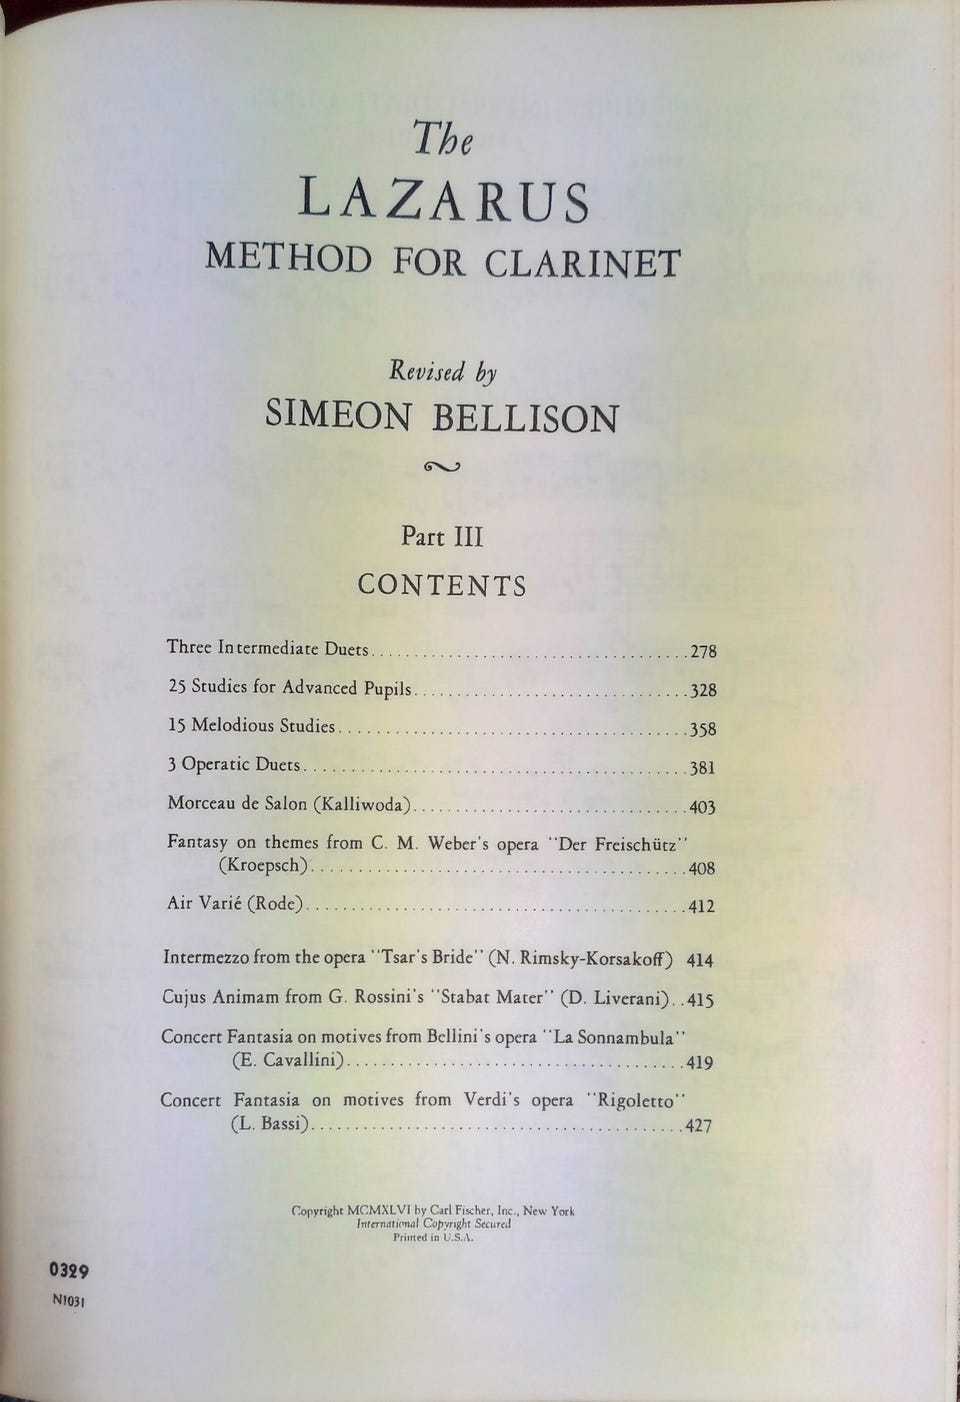 The
LAZARUS
METHOD FOR CLARINET
Revised by
SIMEON BELLISON
Part III
CONTENTS
Three Intermediate Duets......................................278
25 Studies for Advanced Pupils.................................328
15 Melodious Studies..........................................358
3 Operatic Duets..............................................381
Morceau de Salon (Kalliwoda).................................403
Fantasy on themes from C. M. Weber's opera "Der Freischütz"
(Kroepsch).............................................408
Air Varié (Rode)..............................................412
Intermezzo from the opera "Tsar's Bride" (N. Rimsky-Korsakoff) 414
Cujus Animam from G. Rossini's "Stabat Mater" (D. Liverani)..415
Concert Fantasia on motives from Bellini's opera "La Sonnambula"
(E. Cavallini).........................................419
Concert Fantasia on motives from Verdi's opera "Rigoletto"
(L. Bassi).............................................427
Copyright MCMXLVI by Carl Fischer, Inc., New York
International Copyright Secured
Printed in U.S.A.
0329
N1031